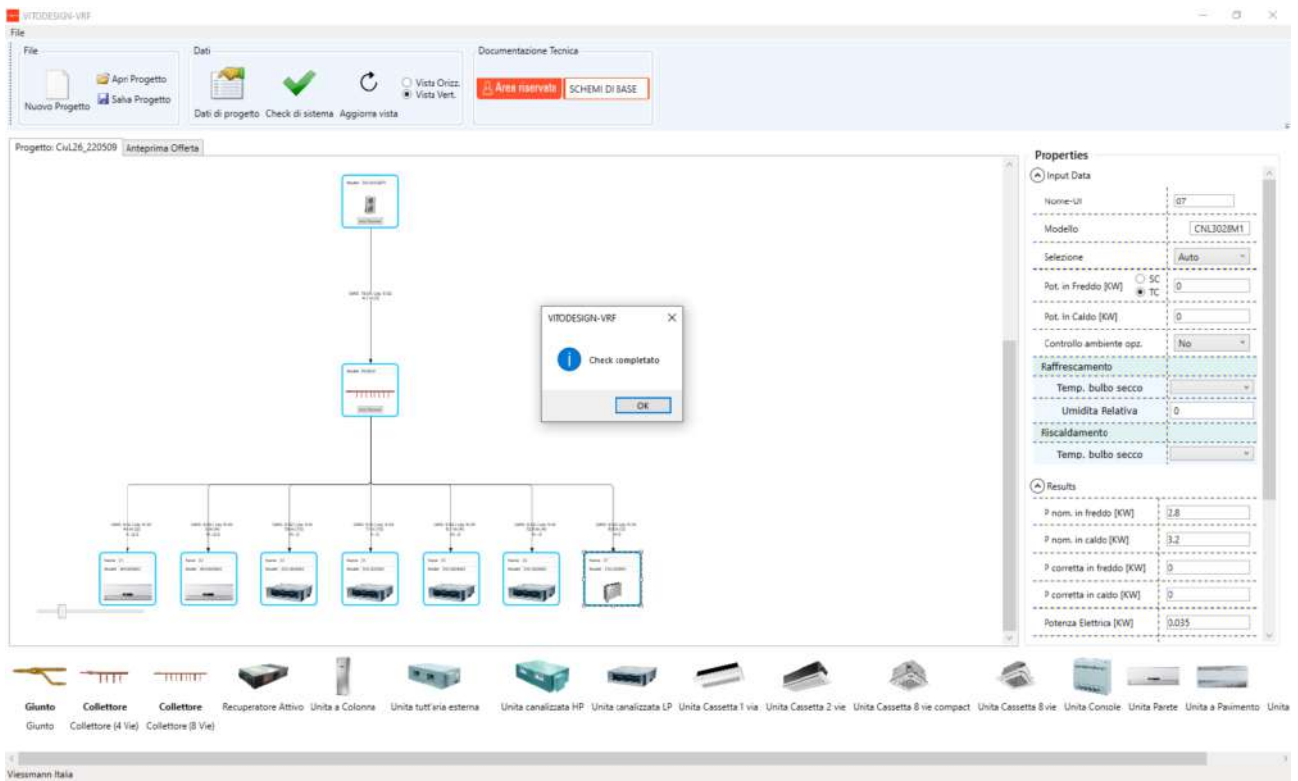 VITODESIGN-VRF
File
File
Dati
Documentazione Tecnica
Nuovo Progetto
Apri Progetto
Salva Progetto
Dati di progetto
Check di sistema
Aggiorna vista
Vista Orizz.
Vista Vert.
Area riservata
SCHEMI DI BASE
Progetto: CivL26_220509
Anteprima Offerta
VITODESIGN-VRF
Check completato
OK
Properties
Input Data
Nome-UI
07
Modello
CNL3028M1
Selezione
Auto
Pot. in Freddo [KW]
SC
TC
0
Pot. In Caldo [KW]
0
Controllo ambiente opz.
No
Raffrescamento
Temp. bulbo secco
Umidita Relativa
0
Riscaldamento
Temp. bulbo secco
Results
P nom. in freddo [KW]
2.8
P nom. in caldo [KW]
3.2
P corretta in freddo [KW]
0
P corretta in caldo [KW]
0
Potenza Elettrica [KW]
0.035
Giunto
Collettore
Collettore
Recuperatore Attivo
Unita a Colonna
Unita tutt'aria esterna
Unita canalizzata HP
Unita canalizzata LP
Unita Cassetta 1 via
Unita Cassetta 2 vie
Unita Cassetta 8 vie compact
Unita Cassetta 8 vie
Unita Console
Unita Parete
Unita a Pavimento
Unita
Giunto
Collettore (4 Vie)
Collettore (8 Vie)
Viessmann Italia